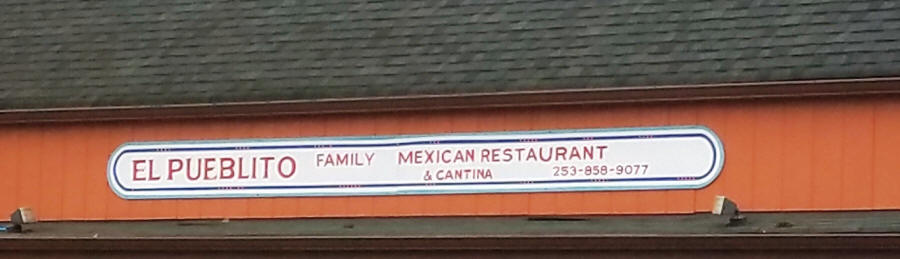 EL PUEBLITO FAMILY MEXICAN RESTAURANT
& CANTINA 253-858-9077